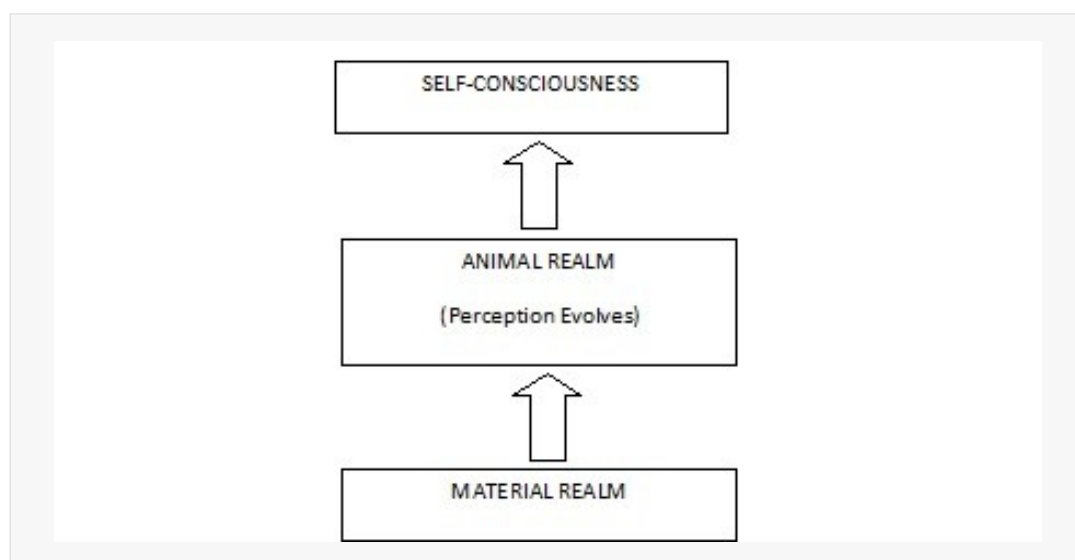 SELF-CONSCIOUSNESS
ANIMAL REALM
(Perception Evolves)
MATERIAL REALM